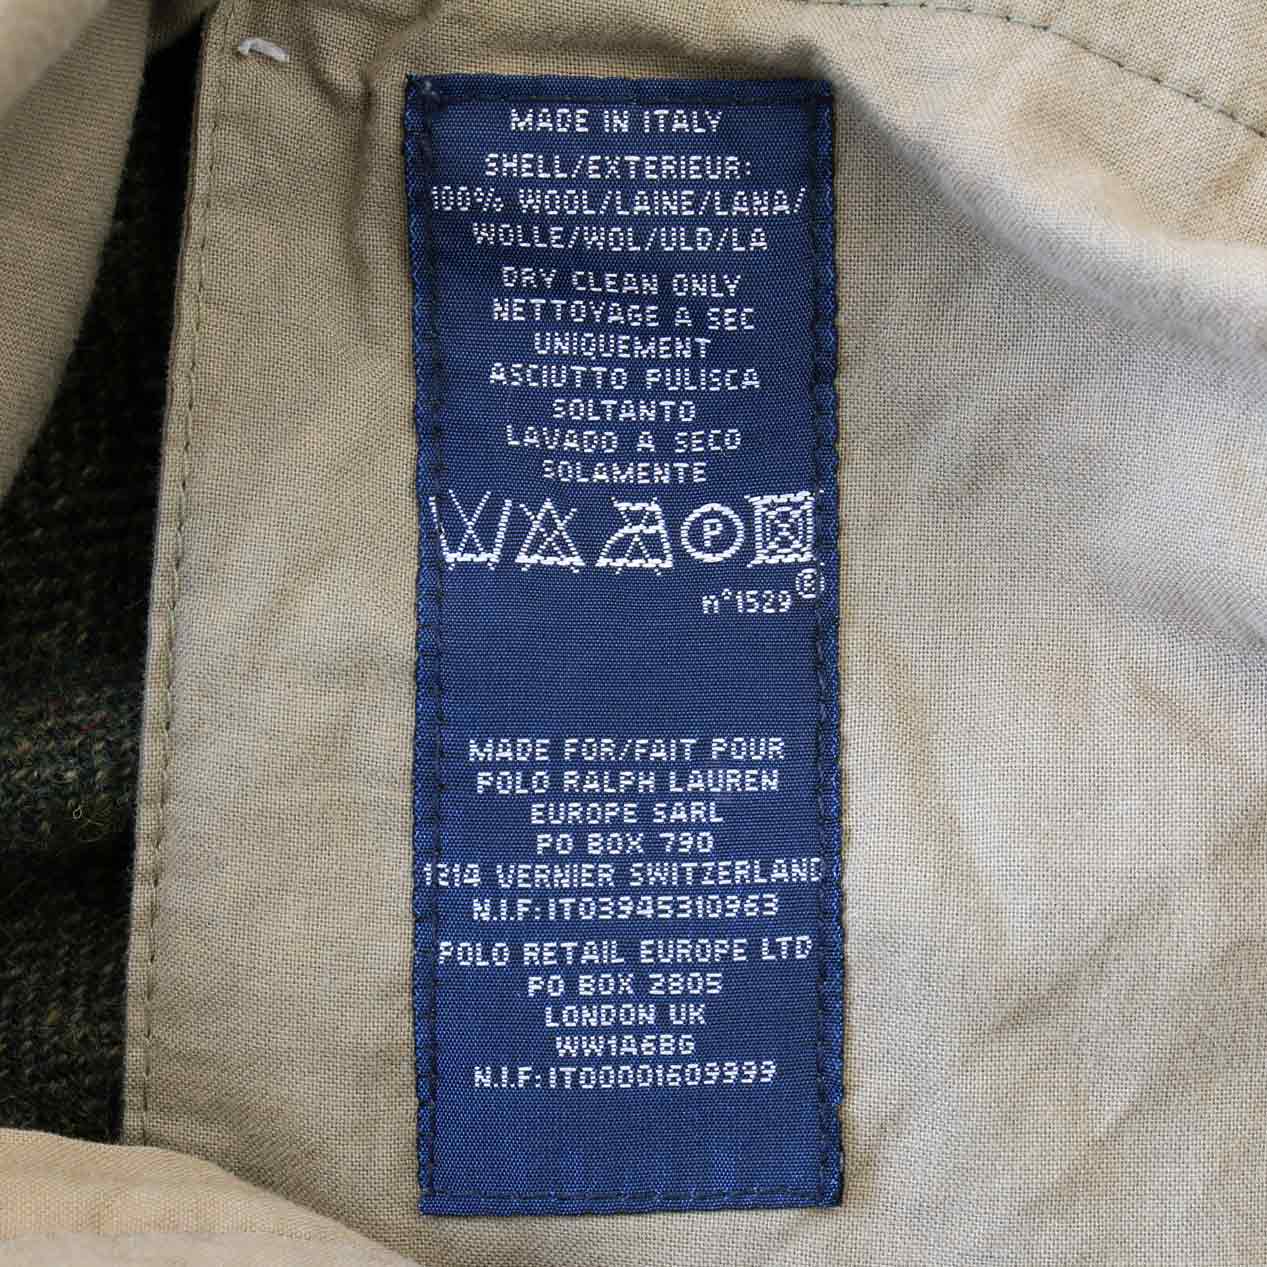 MADE IN ITALY
SHELL/EXTERIEUR:
100% WOOL/LAINE/LANA/
WOLLE/WOL/ULD/LA
DRY CLEAN ONLY
NETTOYAGE A SEC
UNIQUEMENT
ASCIUTTO PULISCA
SOLTANTO
LAVADO A SECO
SOLAMENTE
P
n°1529
MADE FOR/FAIT POUR
POLO RALPH LAUREN
EUROPE SARL
PO BOX 790
1214 VERNIER SWITZERLAND
N.I.F:IT03945310963
POLO RETAIL EUROPE LTD
PO BOX 2805
LONDON UK
WW1A6BG
N.I.F:IT00001609999